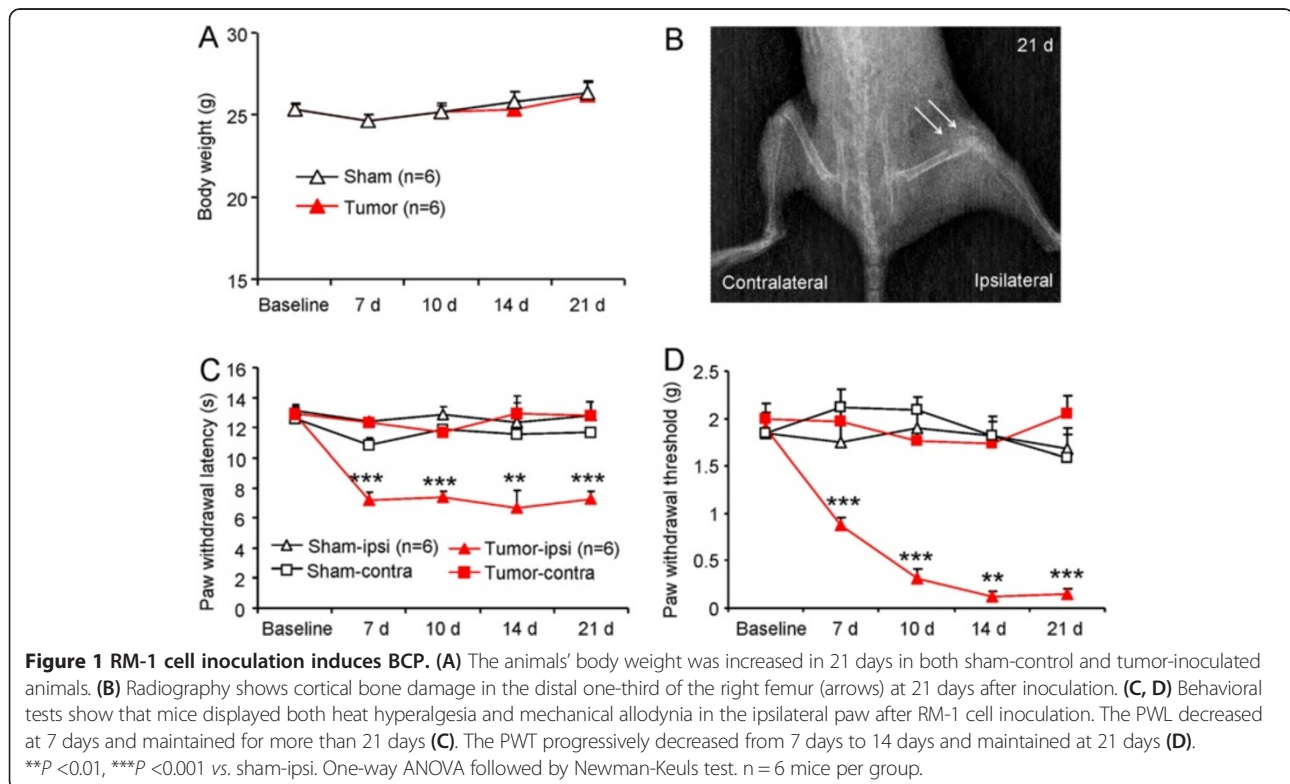 A
30
25
20
15
Body weight (g)
Sham (n=6)
Tumor (n=6)
Baseline 7 d 10 d 14 d 21 d
B
21 d
Contralateral Ipsilateral
C
16
14
12
10
8
6
4
2
0
Paw withdrawal latency (s)
*** *** ** ***
Sham-ipsi (n=6) Tumor-ipsi (n=6)
Sham-contra Tumor-contra
Baseline 7 d 10 d 14 d 21 d
D
2.5
2
1.5
1
0.5
0
Paw withdrawal threshold (g)
***
***
**
***
Baseline 7 d 10 d 14 d 21 d
Figure 1 RM-1 cell inoculation induces BCP. (A) The animals' body weight was increased in 21 days in both sham-control and tumor-inoculated
animals. (B) Radiography shows cortical bone damage in the distal one-third of the right femur (arrows) at 21 days after inoculation. (C, D) Behavioral
tests show that mice displayed both heat hyperalgesia and mechanical allodynia in the ipsilateral paw after RM-1 cell inoculation. The PWL decreased
at 7 days and maintained for more than 21 days (C). The PWT progressively decreased from 7 days to 14 days and maintained at 21 days (D).
**P <0.01, ***P <0.001 vs. sham-ipsi. One-way ANOVA followed by Newman-Keuls test. n = 6 mice per group.